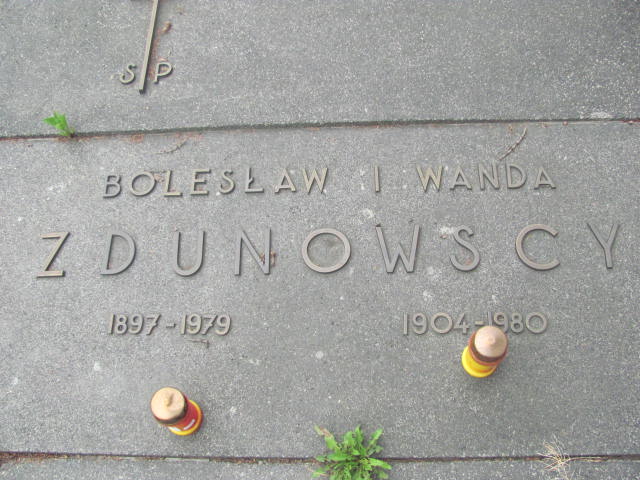 SP
BOLESŁAW I WANDA
ZDUNOWSCY
1897-1979 1904-1980